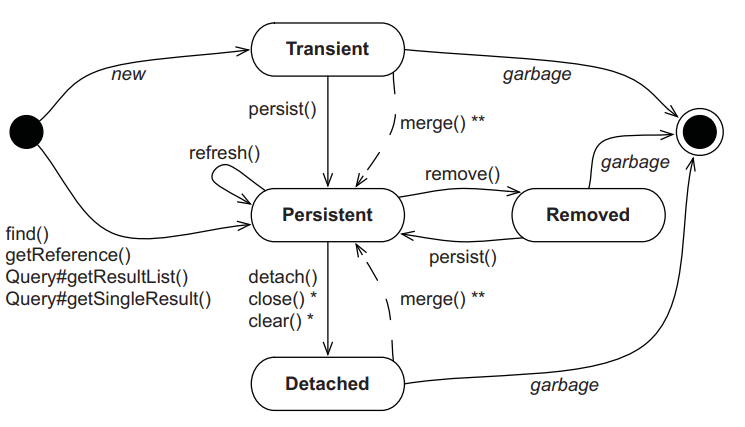 Transient
new
garbage
persist()
merge() **
refresh()
garbage
remove()
Persistent
Removed
find()
getReference()
Query#getResultList()
Query#getSingleResult()
persist()
detach()
close() *
clear() *
merge() **
Detached
garbage